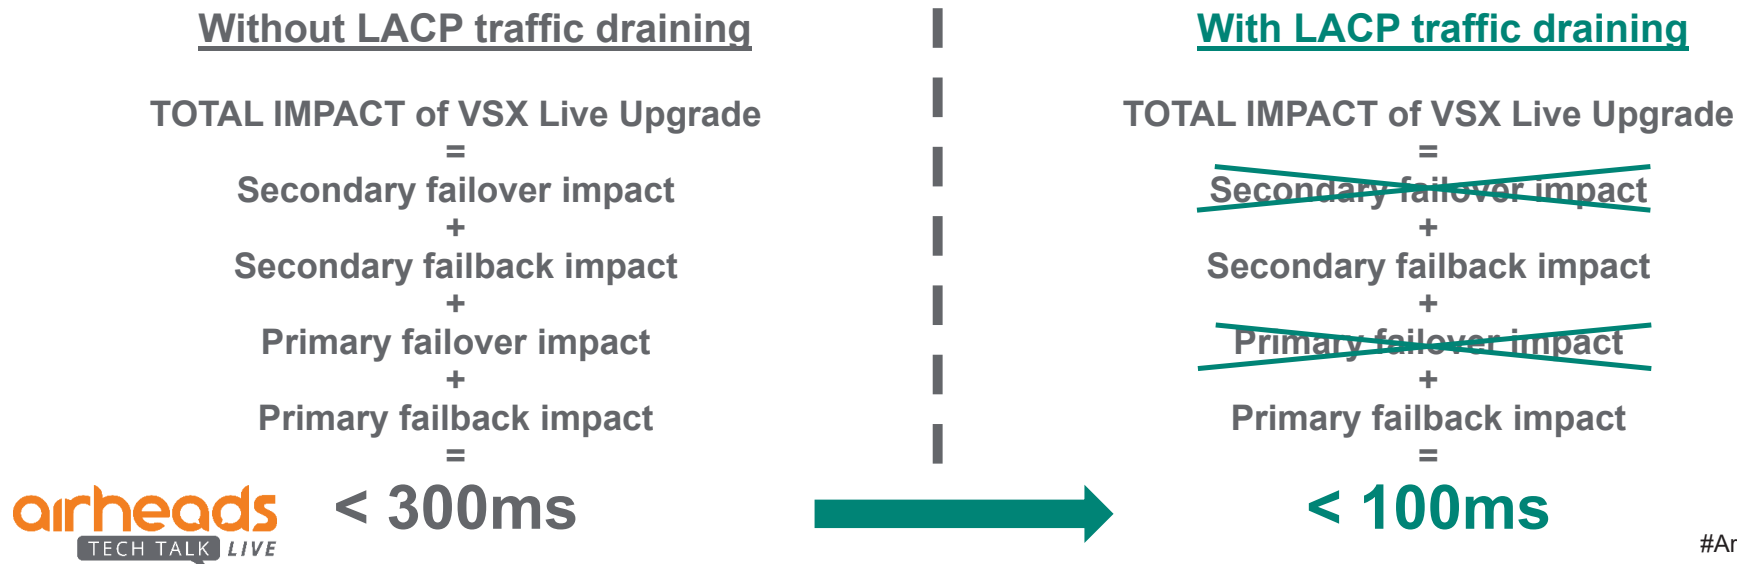 Without LACP traffic draining
TOTAL IMPACT of VSX Live Upgrade
=
Secondary failover impact
+
Secondary failback impact
+
Primary failover impact
+
Primary failback impact
=
< 300ms
With LACP traffic draining
TOTAL IMPACT of VSX Live Upgrade
=
Secondary failover impact
+
Secondary failback impact
+
Primary failover impact
+
Primary failback impact
=
< 100ms
airheads
TECH TALK LIVE
#Ar